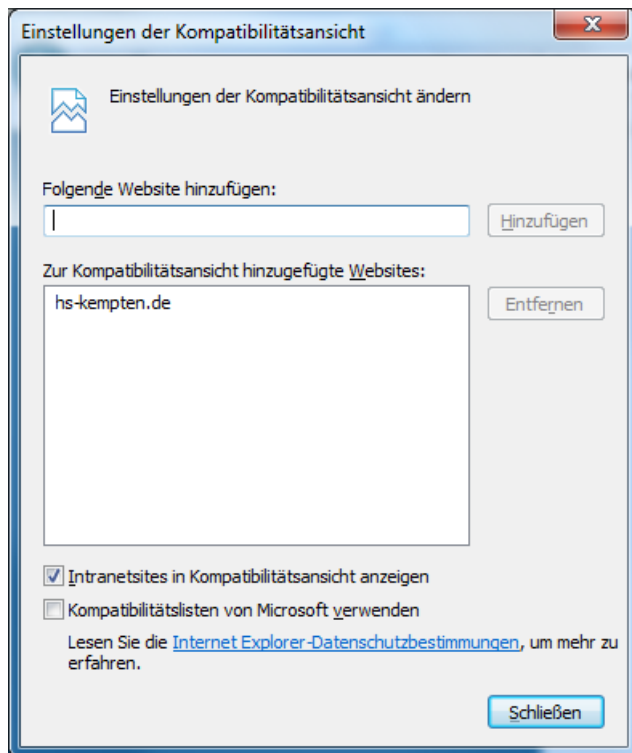 Einstellungen der Kompatibilitätsansicht
Einstellungen der Kompatibilitätsansicht ändern
Folgende Website hinzufügen:
Hinzufügen
Zur Kompatibilitätsansicht hinzugefügte Websites:
hs-kempten.de
Entfernen
Intranetsites in Kompatibilitätsansicht anzeigen
Kompatibilitätslisten von Microsoft verwenden
Lesen Sie die Internet Explorer-Datenschutzbestimmungen, um mehr zu
erfahren.
Schließen